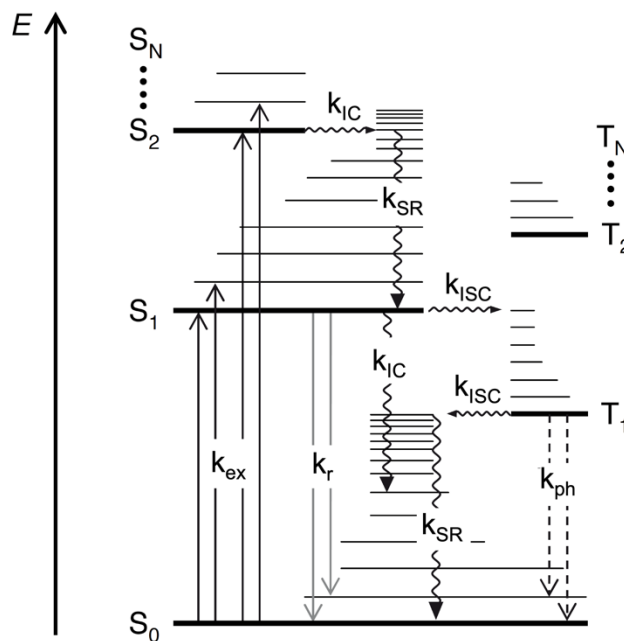 E
S_N
S_2
k_IC
T_N
k_SR
T_2
k_ISC
S_1
k_IC
k_ISC
T_1
k_ex
k_r
k_ph
k_SR
S_0